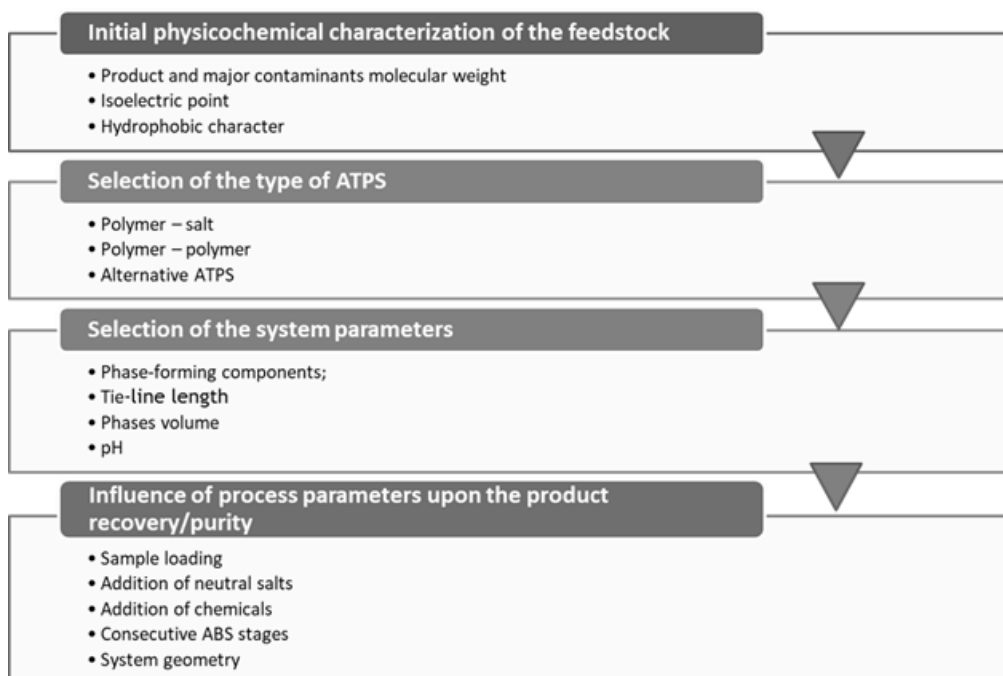 Initial physicochemical characterization of the feedstock
• Product and major contaminants molecular weight
• Isoelectric point
• Hydrophobic character
Selection of the type of ATPS
• Polymer – salt
• Polymer – polymer
• Alternative ATPS
Selection of the system parameters
• Phase-forming components;
• Tie-line length
• Phases volume
• pH
Influence of process parameters upon the product
recovery/purity
• Sample loading
• Addition of neutral salts
• Addition of chemicals
• Consecutive ABS stages
• System geometry